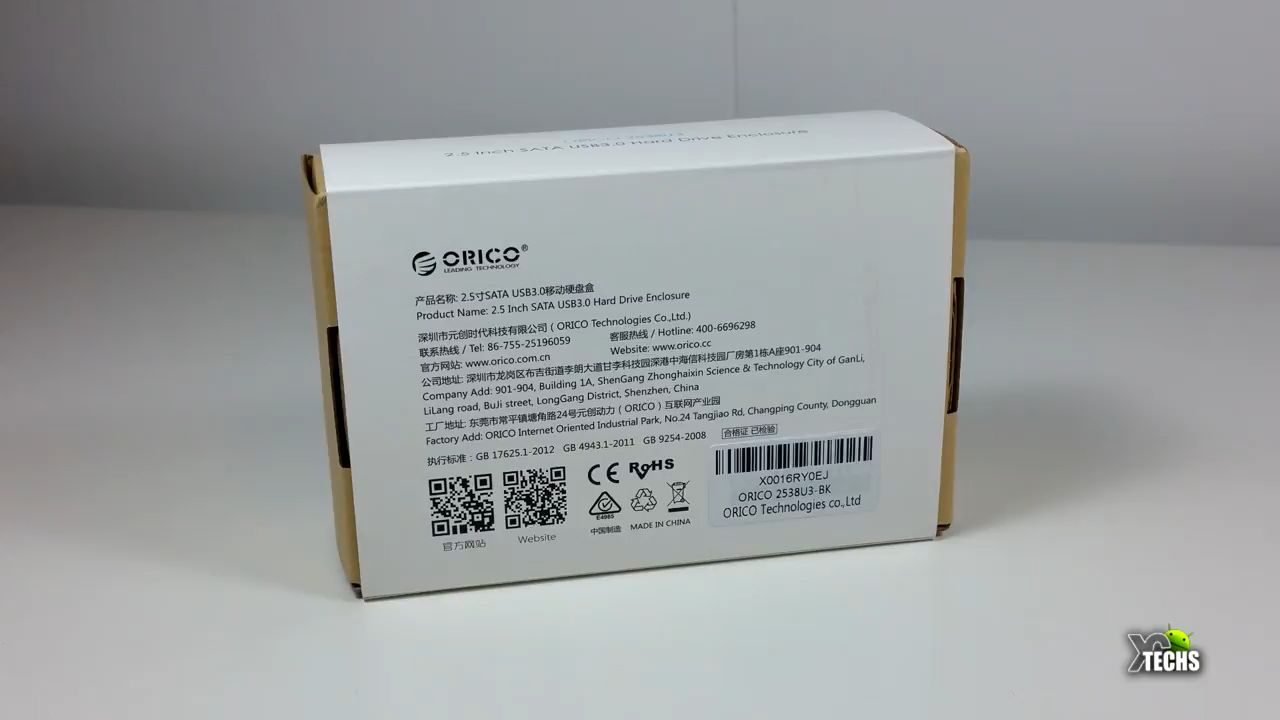 ORICO 2538U3
2.5 Inch SATA USB3.0 Hard Drive Enclosure
ORICO®
LEADING TECHNOLOGY
产品名称: 2.5寸SATA USB3.0移动硬盘盒
Product Name: 2.5 Inch SATA USB3.0 Hard Drive Enclosure
深圳市元创时代科技有限公司 ( ORICO Technologies Co.,Ltd.)
联系热线 / Tel: 86-755-25196059 客服热线 / Hotline: 400-6696298
官方网站: www.orico.com.cn Website: www.orico.cc
公司地址: 深圳市龙岗区布吉街道李朗大道甘李科技园深港中海信科技园厂房第1栋A座901-904
Company Add: 901-904, Building 1A, ShenGang Zhonghaixin Science & Technology City of GanLi,
LiLang road, BuJi street, LongGang District, Shenzhen, China
工厂地址: 东莞市常平镇塘角路24号元创动力 ( ORICO ) 互联网产业园
Factory Add: ORICO Internet Oriented Industrial Park, No.24 Tangjiao Rd, Changping County, Dongguan
执行标准: GB 17625.1-2012 GB 4943.1-2011 GB 9254-2008 合格证 已检验
CE RoHS
E4965
中国制造 MADE IN CHINA
官方网站 Website
X0016RY0EJ
ORICO 2538U3-BK
ORICO Technologies co.,Ltd
XC TECHS